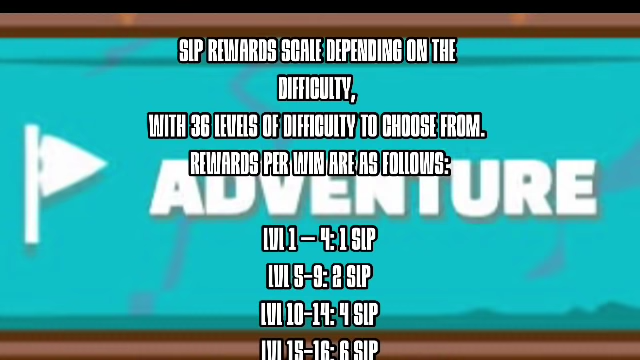 SLP REWARDS SCALE DEPENDING ON THE
DIFFICULTY,
WITH 36 LEVELS OF DIFFICULTY TO CHOOSE FROM.
REWARDS PER WIN ARE AS FOLLOWS:
ADVENTURE
LVL 1 – 4: 1 SLP
LVL 5-9: 2 SLP
LVL 10-14: 4 SLP
LVL 15-16: 6 SLP